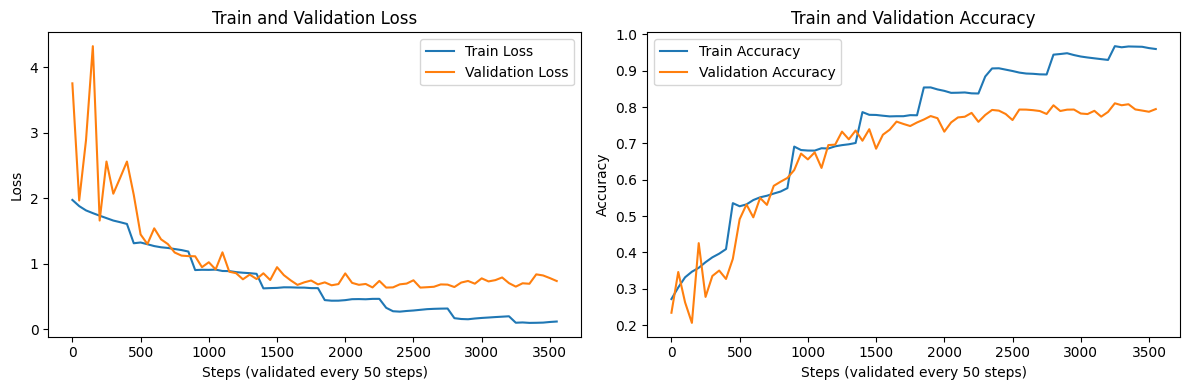 Train and Validation Loss
Train Loss
Validation Loss
4
3
2
1
0
Loss
0 500 1000 1500 2000 2500 3000 3500
Steps (validated every 50 steps)
Train and Validation Accuracy
Train Accuracy
Validation Accuracy
1.0
0.9
0.8
0.7
0.6
0.5
0.4
0.3
0.2
Accuracy
0 500 1000 1500 2000 2500 3000 3500
Steps (validated every 50 steps)